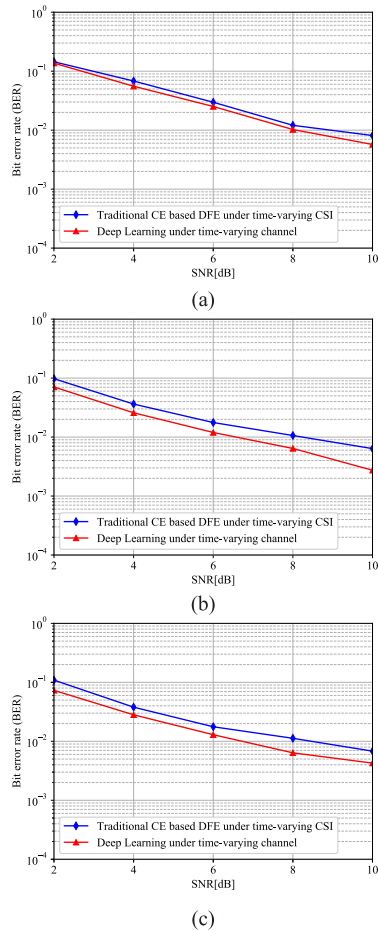 10^0
10^-1
10^-2
10^-3
10^-4
Bit error rate (BER)
Traditional CE based DFE under time-varying CSI
Deep Learning under time-varying channel
2 4 6 8 10
SNR[dB]
(a)
10^0
10^-1
10^-2
10^-3
10^-4
Bit error rate (BER)
Traditional CE based DFE under time-varying CSI
Deep Learning under time-varying channel
2 4 6 8 10
SNR[dB]
(b)
10^0
10^-1
10^-2
10^-3
10^-4
Bit error rate (BER)
Traditional CE based DFE under time-varying CSI
Deep Learning under time-varying channel
2 4 6 8 10
SNR[dB]
(c)